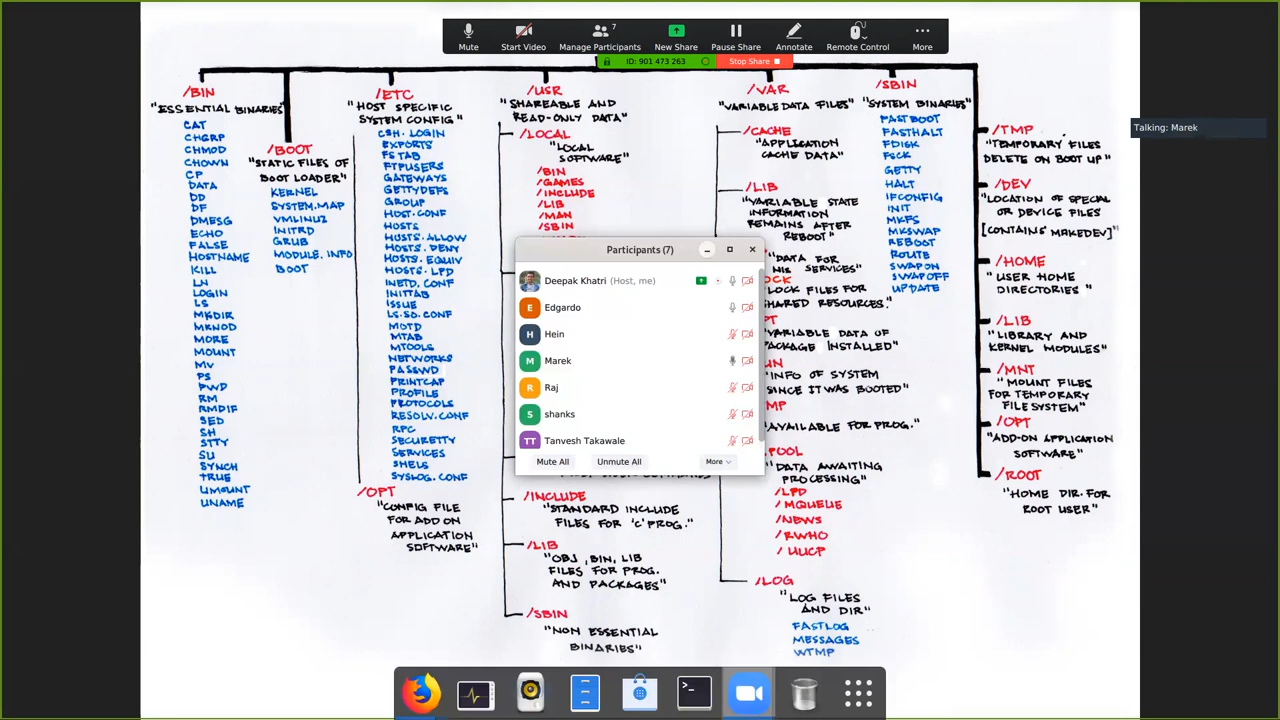 7
Mute
Start Video
Manage Participants
New Share
Pause Share
Annotate
Remote Control
More
ID: 901 473 263
Stop Share
Talking: Marek
/BIN
"ESSENTIAL BINARIES"
CAT
CHGRP
CHMOD
CHOWN
CP
DATA
DD
DF
DMESG
ECHO
FALSE
HOSTNAME
KILL
LN
LOGIN
LS
MKDIR
MKNOD
MORE
MOUNT
MV
PS
PWD
RM
RMDIF
SED
SH
STTY
SU
SYNCH
TRUE
UMOUNT
UNAME
/BOOT
"STATIC FILES OF
BOOT LOADER"
KERNEL
SYSTEM.MAP
VMLINUZ
INITRD
GRUB
MODULE.INFO
BOOT
/ETC
"HOST SPECIFIC
SYSTEM CONFIG"
CSH.LOGIN
EXPORTS
FSTAB
FTPUSERS
GATEWAYS
GETTYDEFS
GROUP
HOST.CONF
HOSTS
HOSTS.ALLOW
HOSTS.DENY
HOSTS.EQUIV
HOSTS.LPD
INETD.CONF
INITTAB
ISSUE
LS.SO.CONF
MOTD
MTAB
MTOOLS
NETWORKS
PASSWD
PRINTCAP
PROFILE
PROTOCOLS
RESOLV.CONF
RPC
SECURETTY
SERVICES
SHELS
SYSLOG.CONF
/OPT
"CONFIG FILE
FOR ADD ON
APPLICATION
SOFTWARE"
/USR
"SHAREABLE AND
READ-ONLY DATA"
/LOCAL
"LOCAL
SOFTWARE"
/BIN
/GAMES
/INCLUDE
/LIB
/MAN
/SBIN
Participants (7)
Deepak Khatri (Host, me)
E Edgardo
H Hein
M Marek
R Raj
S shanks
TT Tanvesh Takawale
Mute All
Unmute All
More
/INCLUDE
"STANDARD INCLUDE
FILES FOR 'C' PROG."
/LIB
"OBJ, BIN, LIB
FILES FOR PROG.
AND PACKAGES"
/SBIN
"NON ESSENTIAL
BINARIES"
/VAR
"VARIABLE DATA FILES"
/CACHE
"APPLICATION
CACHE DATA"
/LIB
"VARIABLE STATE
INFORMATION
REMAINS AFTER
REBOOT"
"DATA FOR
SERVICES"
OCK
LOCK FILES FOR
SHARED RESOURCES."
PT
VARIABLE DATA OF
PACKAGE INSTALLED"
UN
"INFO OF SYSTEM
SINCE IT WAS BOOTED"
MP
AVAILABLE FOR PROG."
POOL
"DATA AWAITING
PROCESSING"
/LPD
/MQUEUE
/NEWS
/RWHO
/UUCP
/LOG
"LOG FILES
AND DIR"
FASTLOG
MESSAGES
WTMP
/SBIN
"SYSTEM BINARIES"
FASTBOOT
FASTHALT
FDISK
FSCK
GETTY
HALT
IFCONFIG
INIT
MKFS
MKSWAP
REBOOT
ROUTE
SWAPON
SWAPOFF
UPDATE
/TMP
"TEMPORARY FILES
DELETE ON BOOT UP"
/DEV
"LOCATION OF SPECIAL
OR DEVICE FILES
[CONTAINS 'MAKEDEV]"
/HOME
"USER HOME
DIRECTORIES"
/LIB
"LIBRARY AND
KERNEL MODULES"
/MNT
"MOUNT FILES
FOR TEMPORARY
FILE SYSTEM"
/OPT
"ADD-ON APPLICATION
SOFTWARE"
/ROOT
"HOME DIR. FOR
ROOT USER"